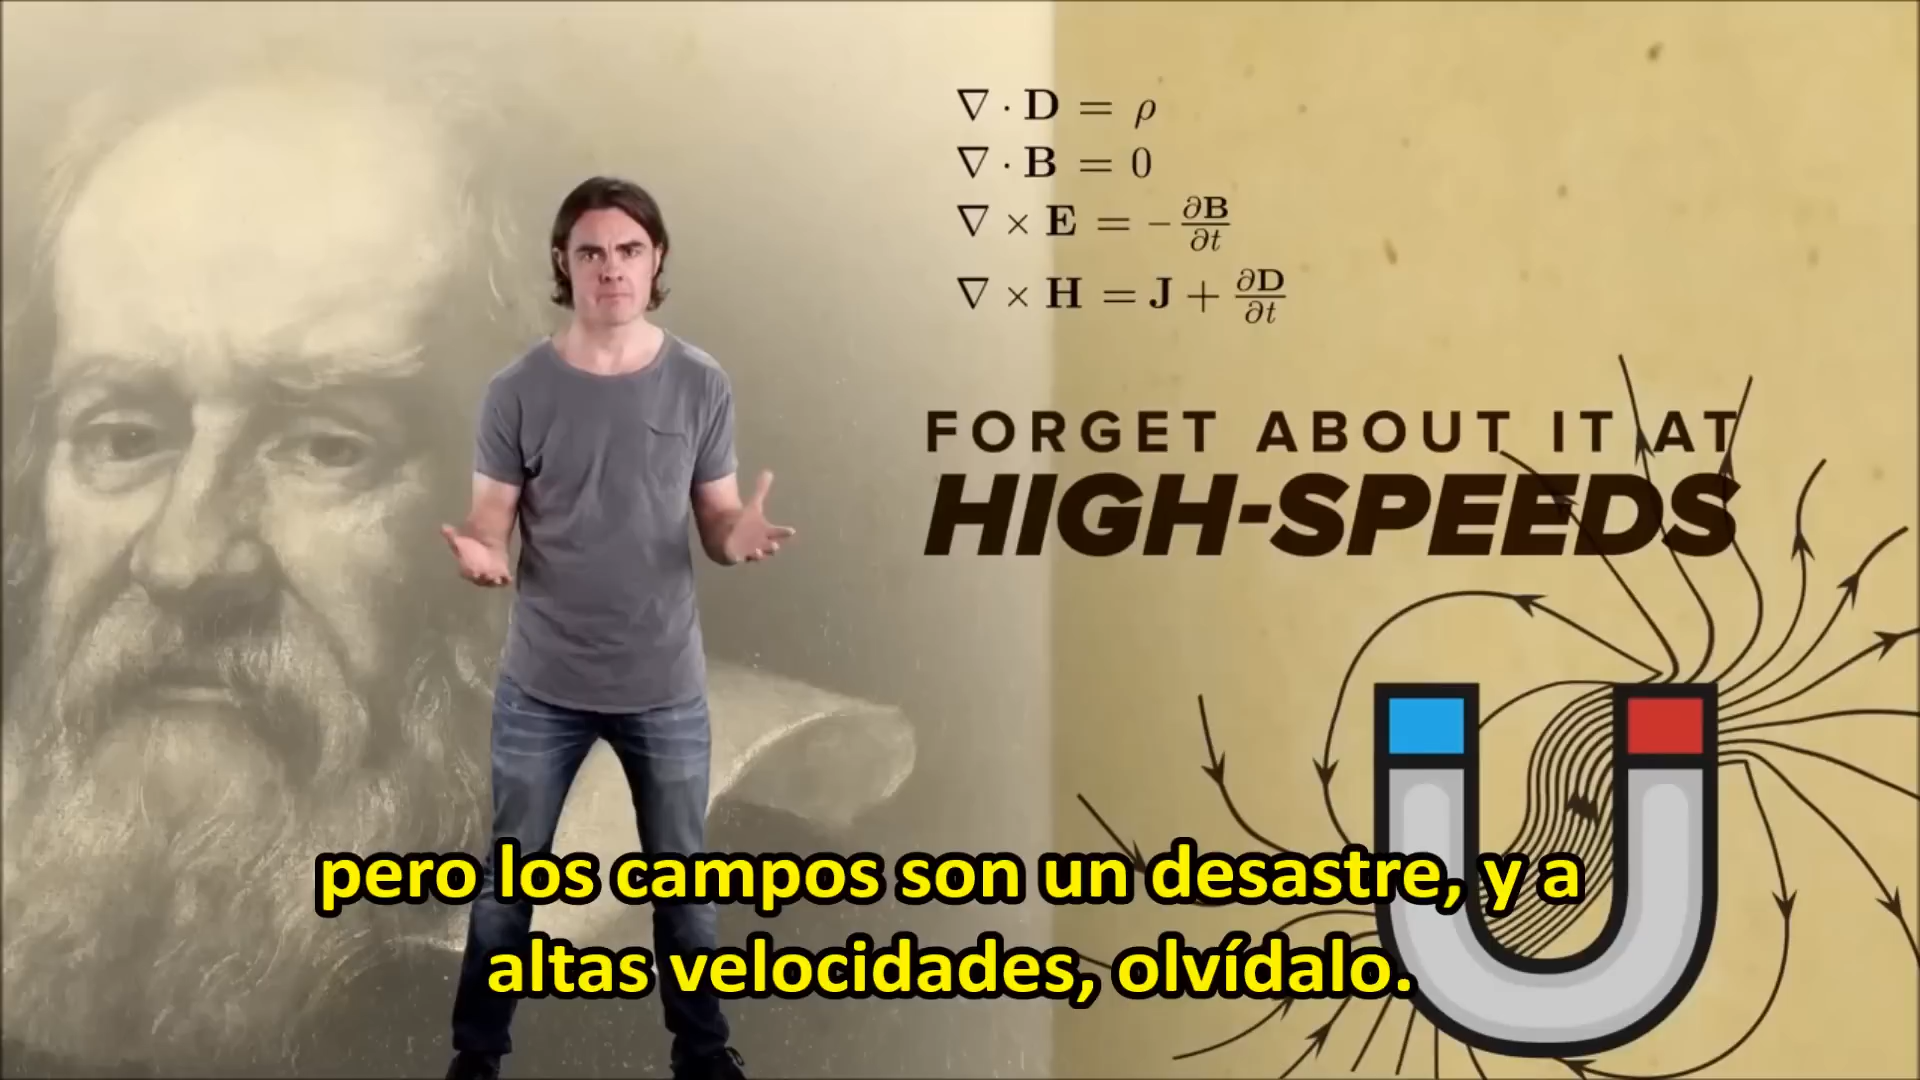 ∇ · D = ρ
∇ · B = 0
∇ × E = − ∂B/∂t
∇ × H = J + ∂D/∂t
FORGET ABOUT IT AT
HIGH-SPEEDS
pero los campos son un desastre, y a
altas velocidades, olvídalo.